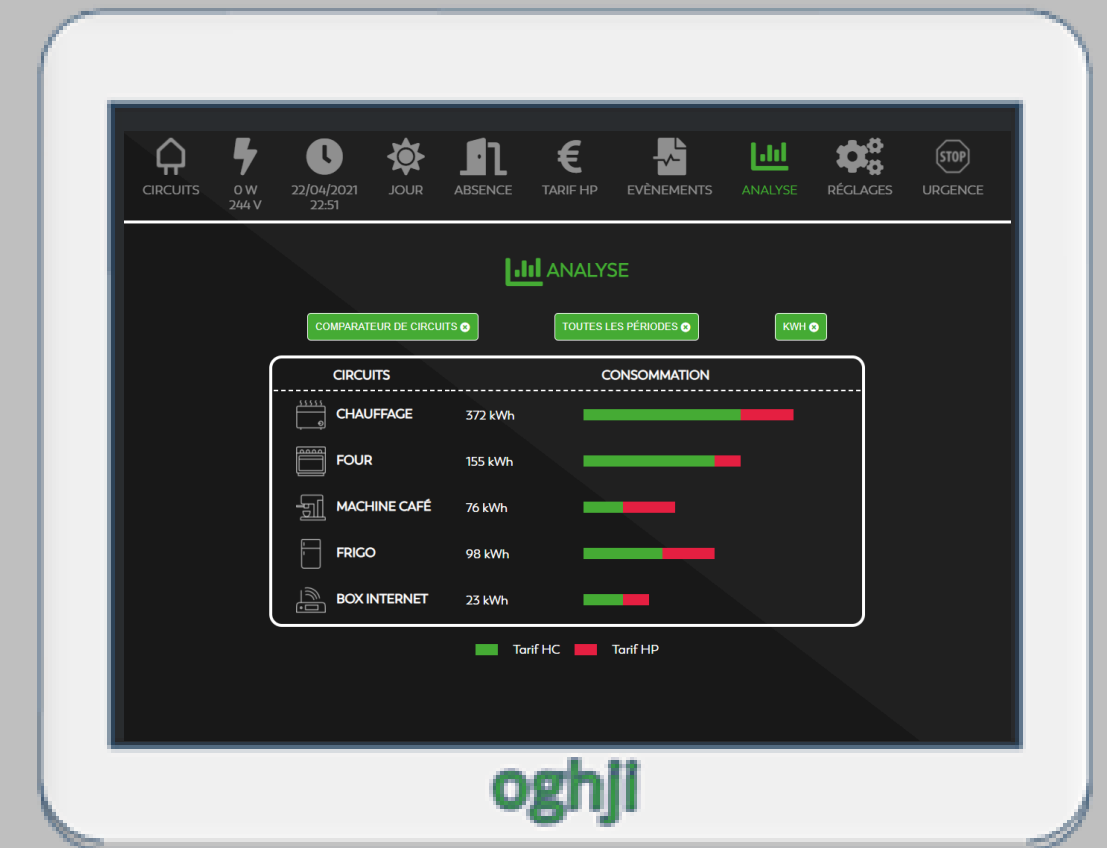 STOP
CIRCUITS 0 W 22/04/2021 JOUR ABSENCE TARIF HP EVÈNEMENTS ANALYSE RÉGLAGES URGENCE
244 V 22:51
ANALYSE
COMPARATEUR DE CIRCUITS TOUTES LES PÉRIODES KWH
CIRCUITS CONSOMMATION
CHAUFFAGE 372 kWh
FOUR 155 kWh
MACHINE CAFÉ 76 kWh
FRIGO 98 kWh
BOX INTERNET 23 kWh
Tarif HC Tarif HP
oghji